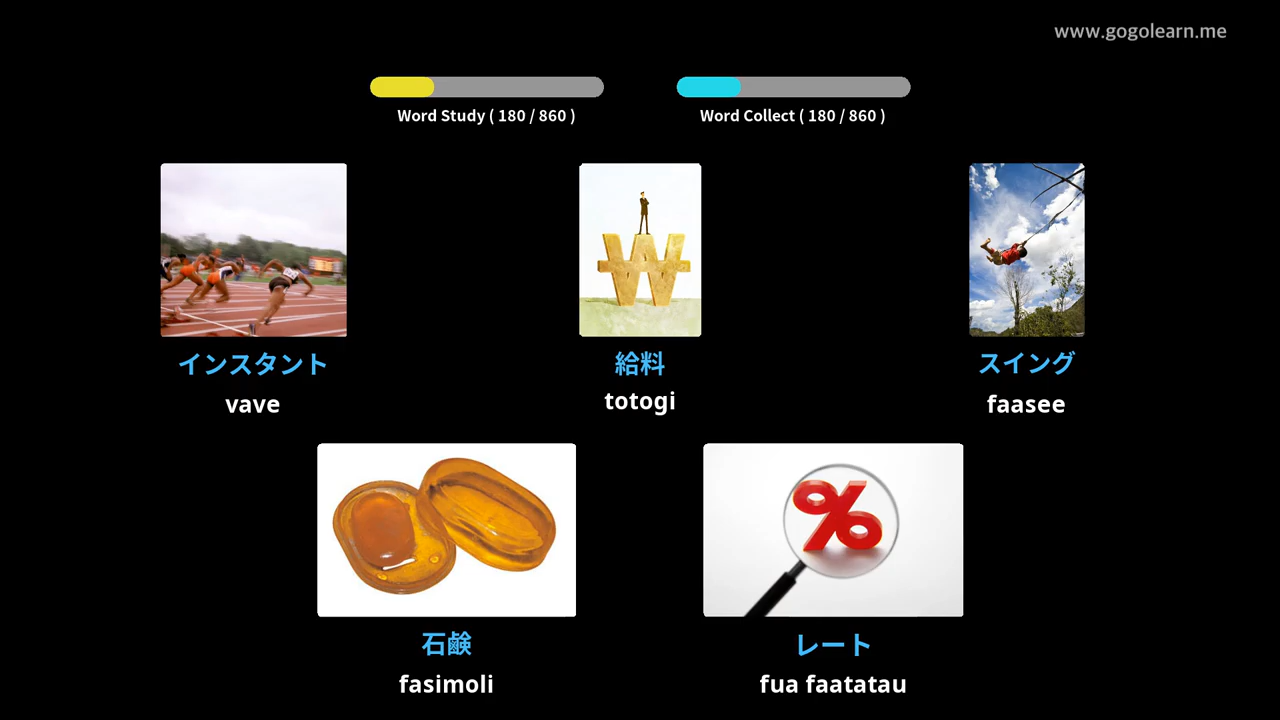 www.gogolearn.me
Word Study ( 180 / 860 )
Word Collect ( 180 / 860 )
インスタント
vave
給料
totogi
スイング
faasee
石鹸
fasimoli
レート
fua faatatau